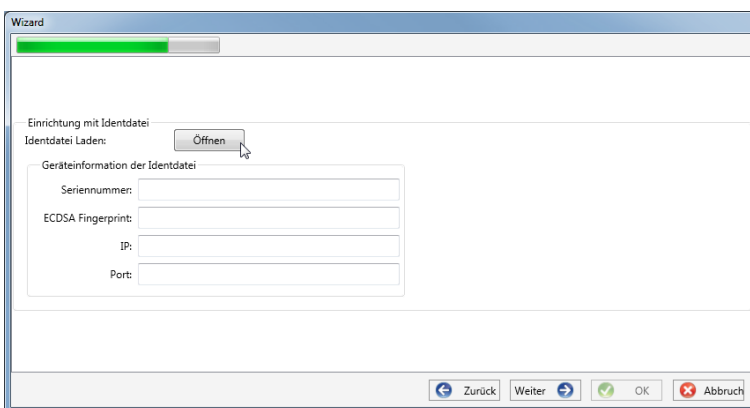 Wizard
Einrichtung mit Identdatei
Identdatei Laden: Öffnen
Geräteinformation der Identdatei
Seriennummer:
ECDSA Fingerprint:
IP:
Port:
Zurück Weiter OK Abbruch